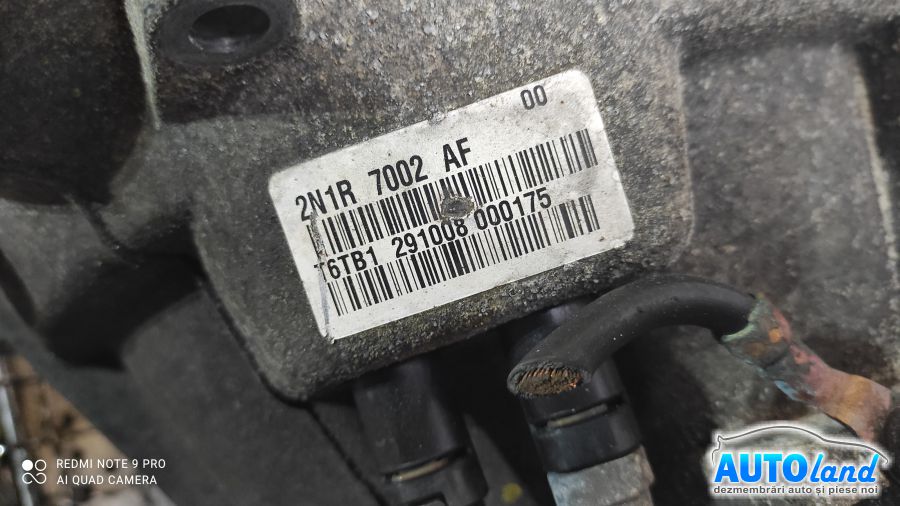 00
2N1R 7002 AF
T6TB1 291008 000175
REDMI NOTE 9 PRO
AI QUAD CAMERA
AUTOland
dezmembrări auto și piese noi